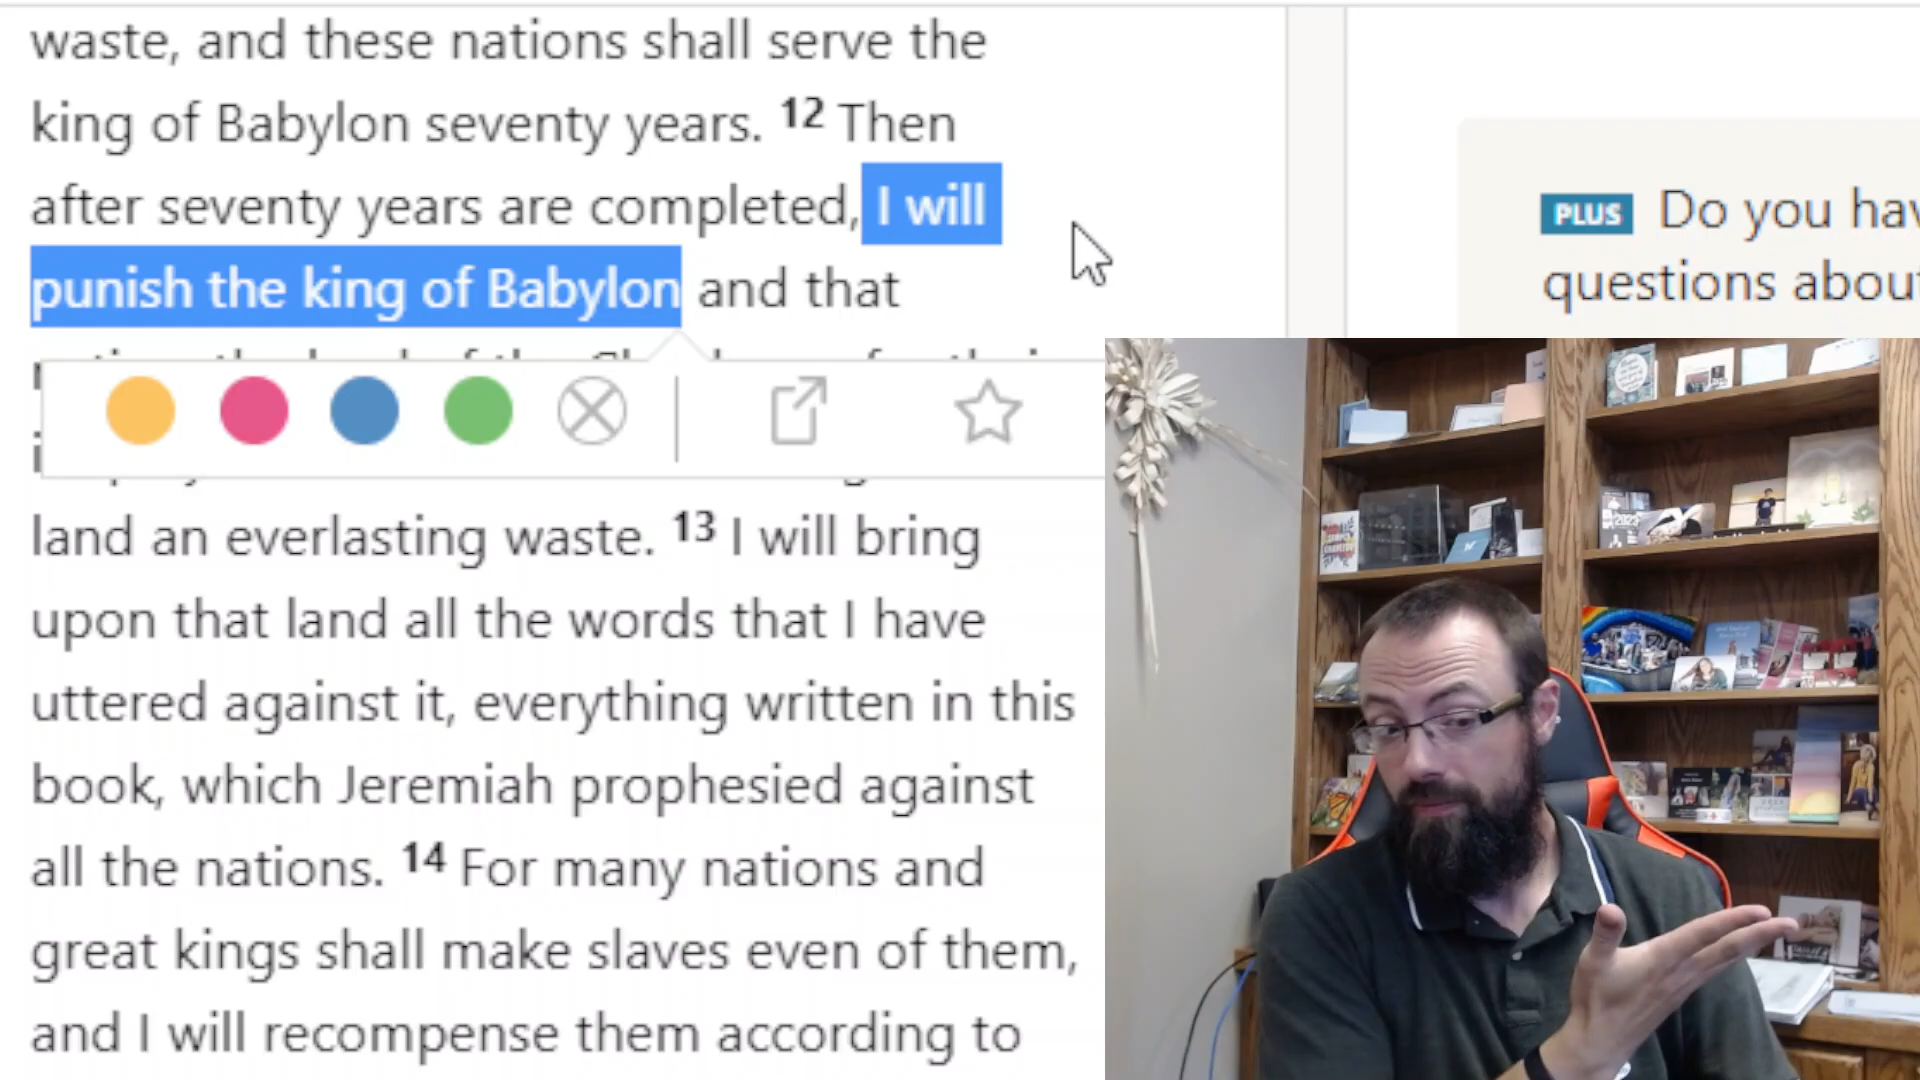 waste, and these nations shall serve the
king of Babylon seventy years. 12 Then
after seventy years are completed, I will
punish the king of Babylon and that
land an everlasting waste. 13 I will bring
upon that land all the words that I have
uttered against it, everything written in this
book, which Jeremiah prophesied against
all the nations. 14 For many nations and
great kings shall make slaves even of them,
and I will recompense them according to
PLUS Do you
questions